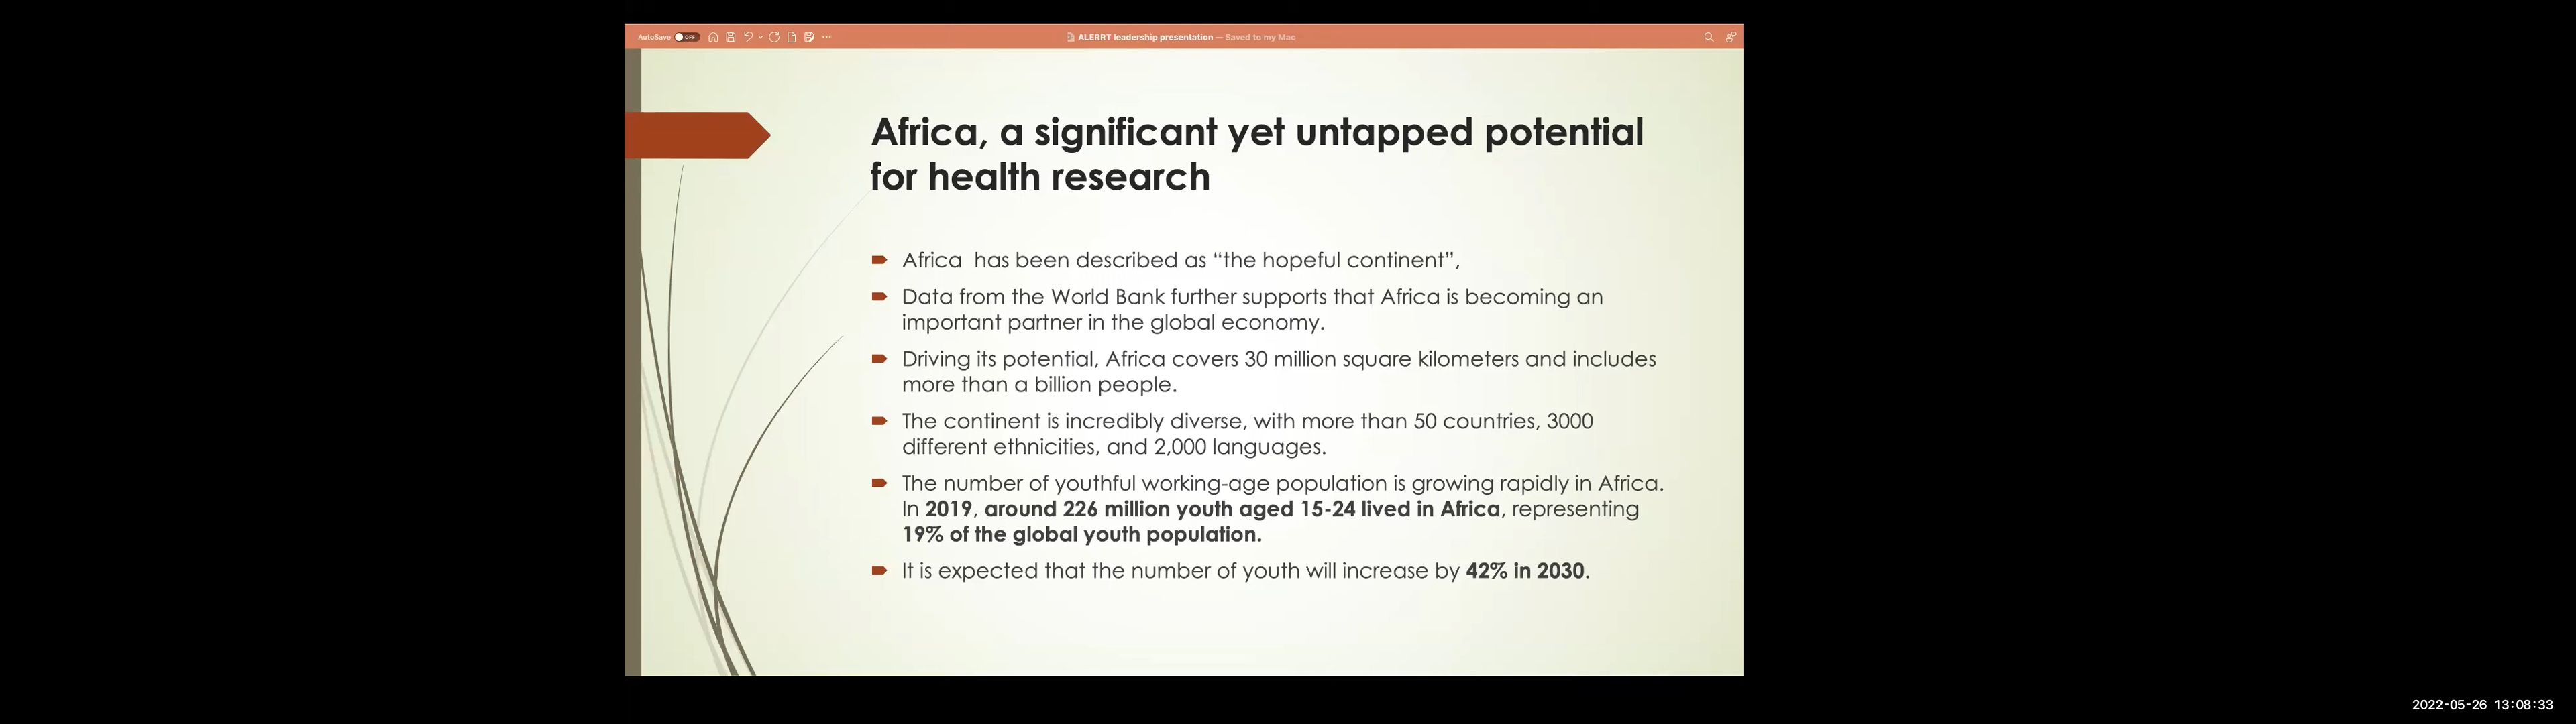 AutoSave OFF
ALERRT leadership presentation — Saved to my Mac
Africa, a significant yet untapped potential
for health research
Africa  has been described as “the hopeful continent”,
Data from the World Bank further supports that Africa is becoming an
important partner in the global economy.
Driving its potential, Africa covers 30 million square kilometers and includes
more than a billion people.
The continent is incredibly diverse, with more than 50 countries, 3000
different ethnicities, and 2,000 languages.
The number of youthful working-age population is growing rapidly in Africa.
In 2019, around 226 million youth aged 15-24 lived in Africa, representing
19% of the global youth population.
It is expected that the number of youth will increase by 42% in 2030.
2022-05-26 13:08:33